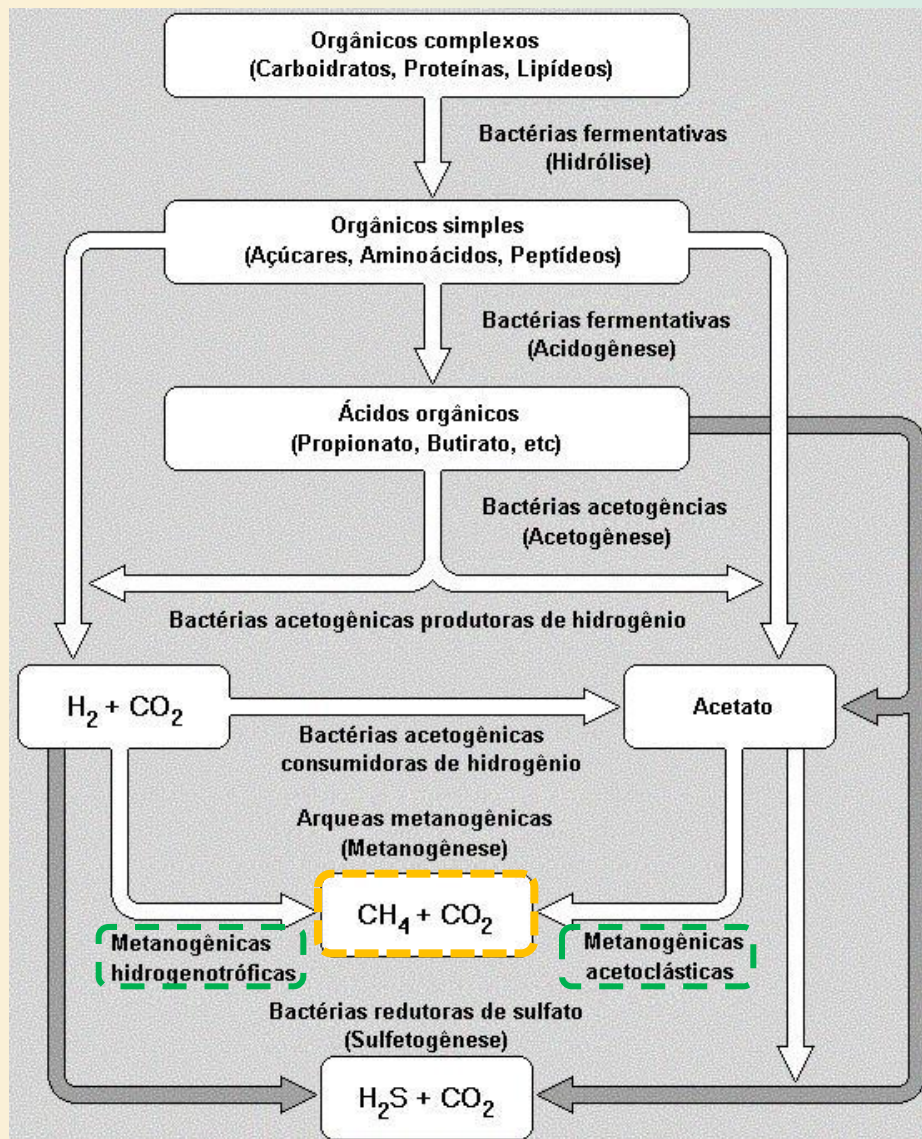 Orgânicos complexos
(Carboidratos, Proteínas, Lipídeos)
Bactérias fermentativas
(Hidrólise)
Orgânicos simples
(Açúcares, Aminoácidos, Peptídeos)
Bactérias fermentativas
(Acidogênese)
Ácidos orgânicos
(Propionato, Butirato, etc)
Bactérias acetogências
(Acetogênese)
Bactérias acetogênicas produtoras de hidrogênio
H₂ + CO₂
Acetato
Bactérias acetogênicas
consumidoras de hidrogênio
Arqueas metanogênicas
(Metanogênese)
CH₄ + CO₂
Metanogênicas
hidrogenotróficas
Metanogênicas
acetoclásticas
Bactérias redutoras de sulfato
(Sulfetogênese)
H₂S + CO₂